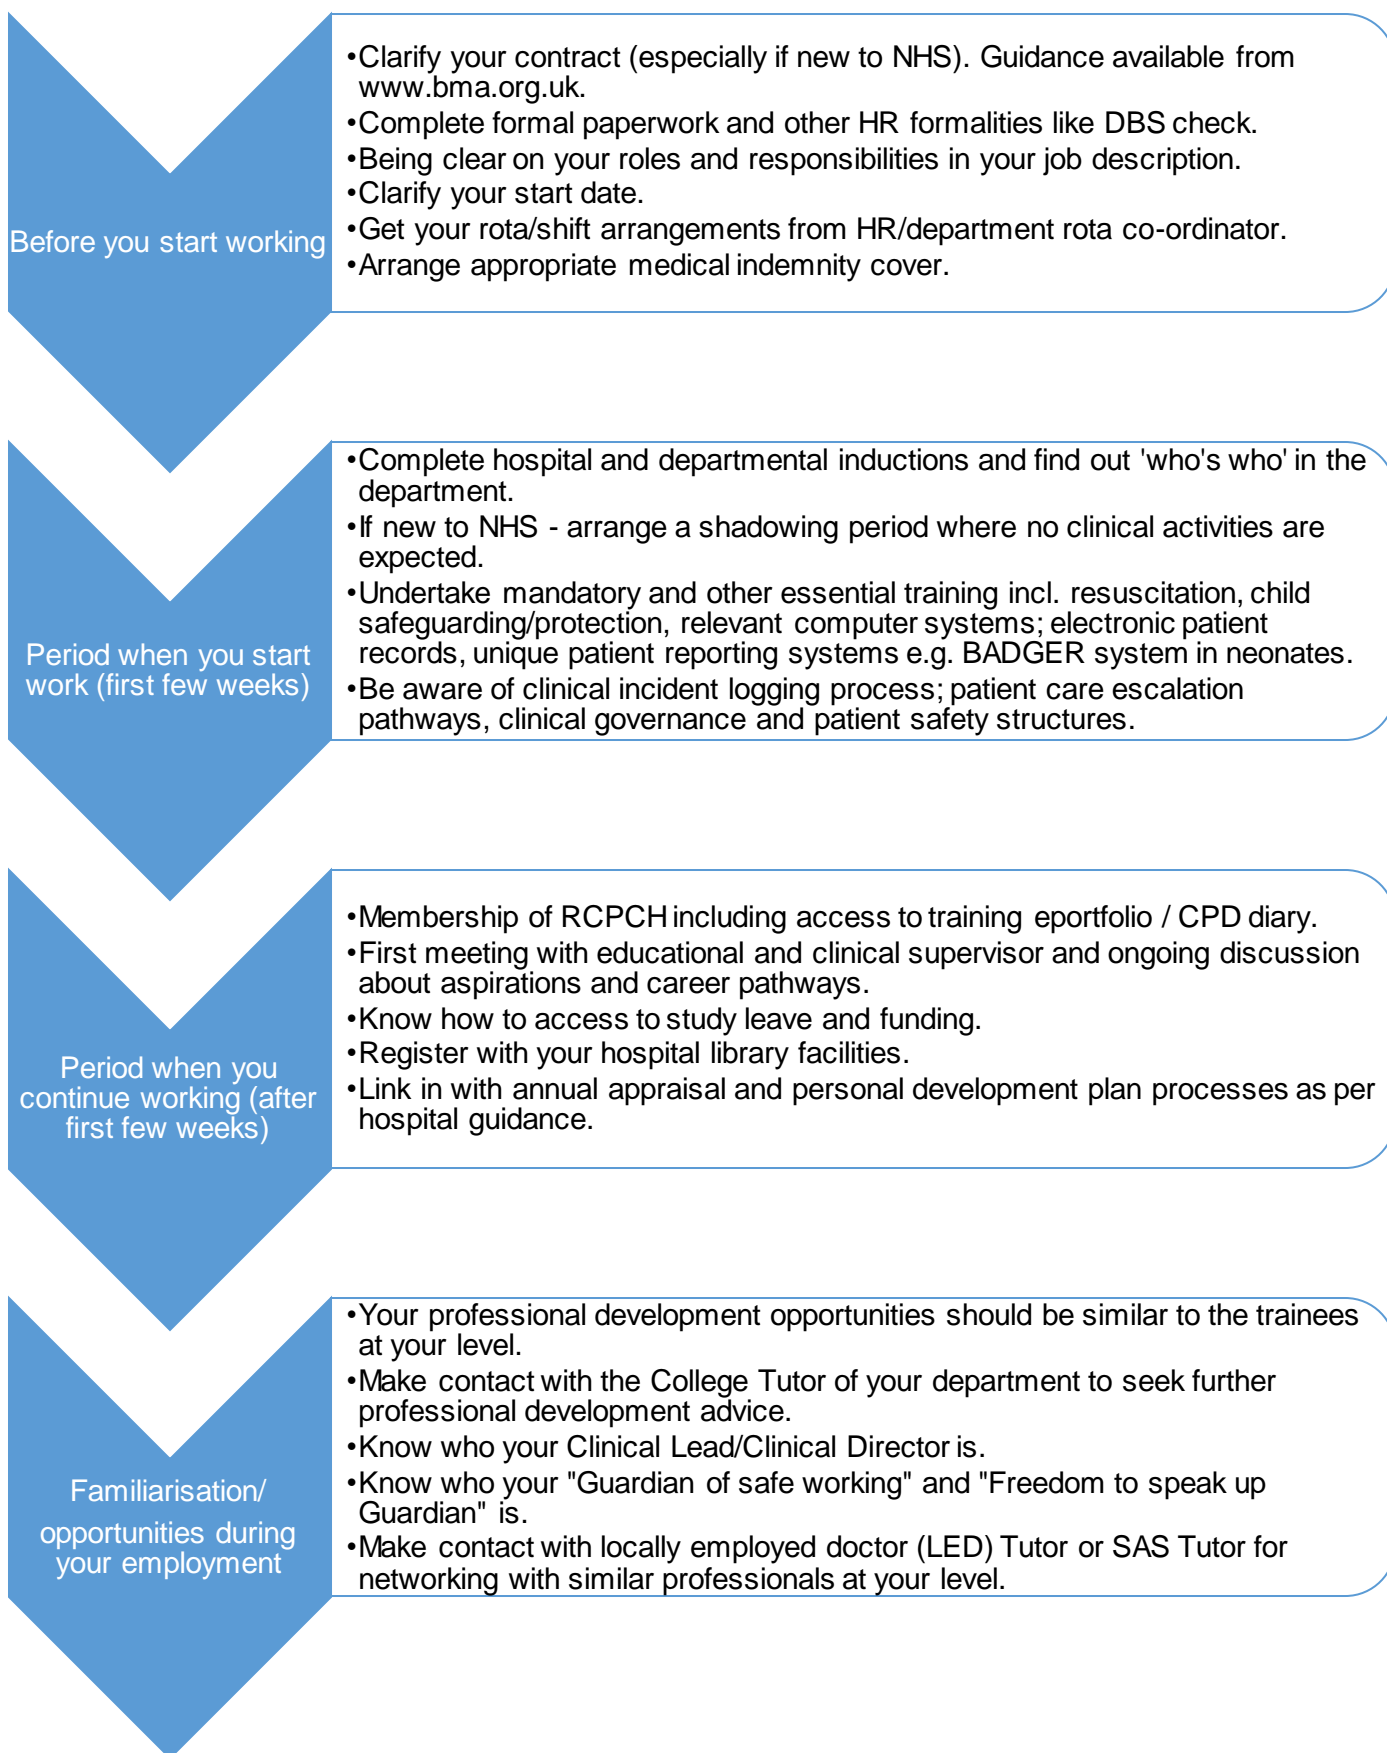 Before you start working
•Clarify your contract (especially if new to NHS). Guidance available from
www.bma.org.uk.
•Complete formal paperwork and other HR formalities like DBS check.
•Being clear on your roles and responsibilities in your job description.
•Clarify your start date.
•Get your rota/shift arrangements from HR/department rota co-ordinator.
•Arrange appropriate medical indemnity cover.
Period when you start
work (first few weeks)
•Complete hospital and departmental inductions and find out 'who's who' in the
department.
•If new to NHS - arrange a shadowing period where no clinical activities are
expected.
•Undertake mandatory and other essential training incl. resuscitation, child
safeguarding/protection, relevant computer systems; electronic patient
records, unique patient reporting systems e.g. BADGER system in neonates.
•Be aware of clinical incident logging process; patient care escalation
pathways, clinical governance and patient safety structures.
Period when you
continue working (after
first few weeks)
•Membership of RCPCH including access to training eportfolio / CPD diary.
•First meeting with educational and clinical supervisor and ongoing discussion
about aspirations and career pathways.
•Know how to access to study leave and funding.
•Register with your hospital library facilities.
•Link in with annual appraisal and personal development plan processes as per
hospital guidance.
Familiarisation/
opportunities during
your employment
•Your professional development opportunities should be similar to the trainees
at your level.
•Make contact with the College Tutor of your department to seek further
professional development advice.
•Know who your Clinical Lead/Clinical Director is.
•Know who your "Guardian of safe working" and "Freedom to speak up
Guardian" is.
•Make contact with locally employed doctor (LED) Tutor or SAS Tutor for
networking with similar professionals at your level.